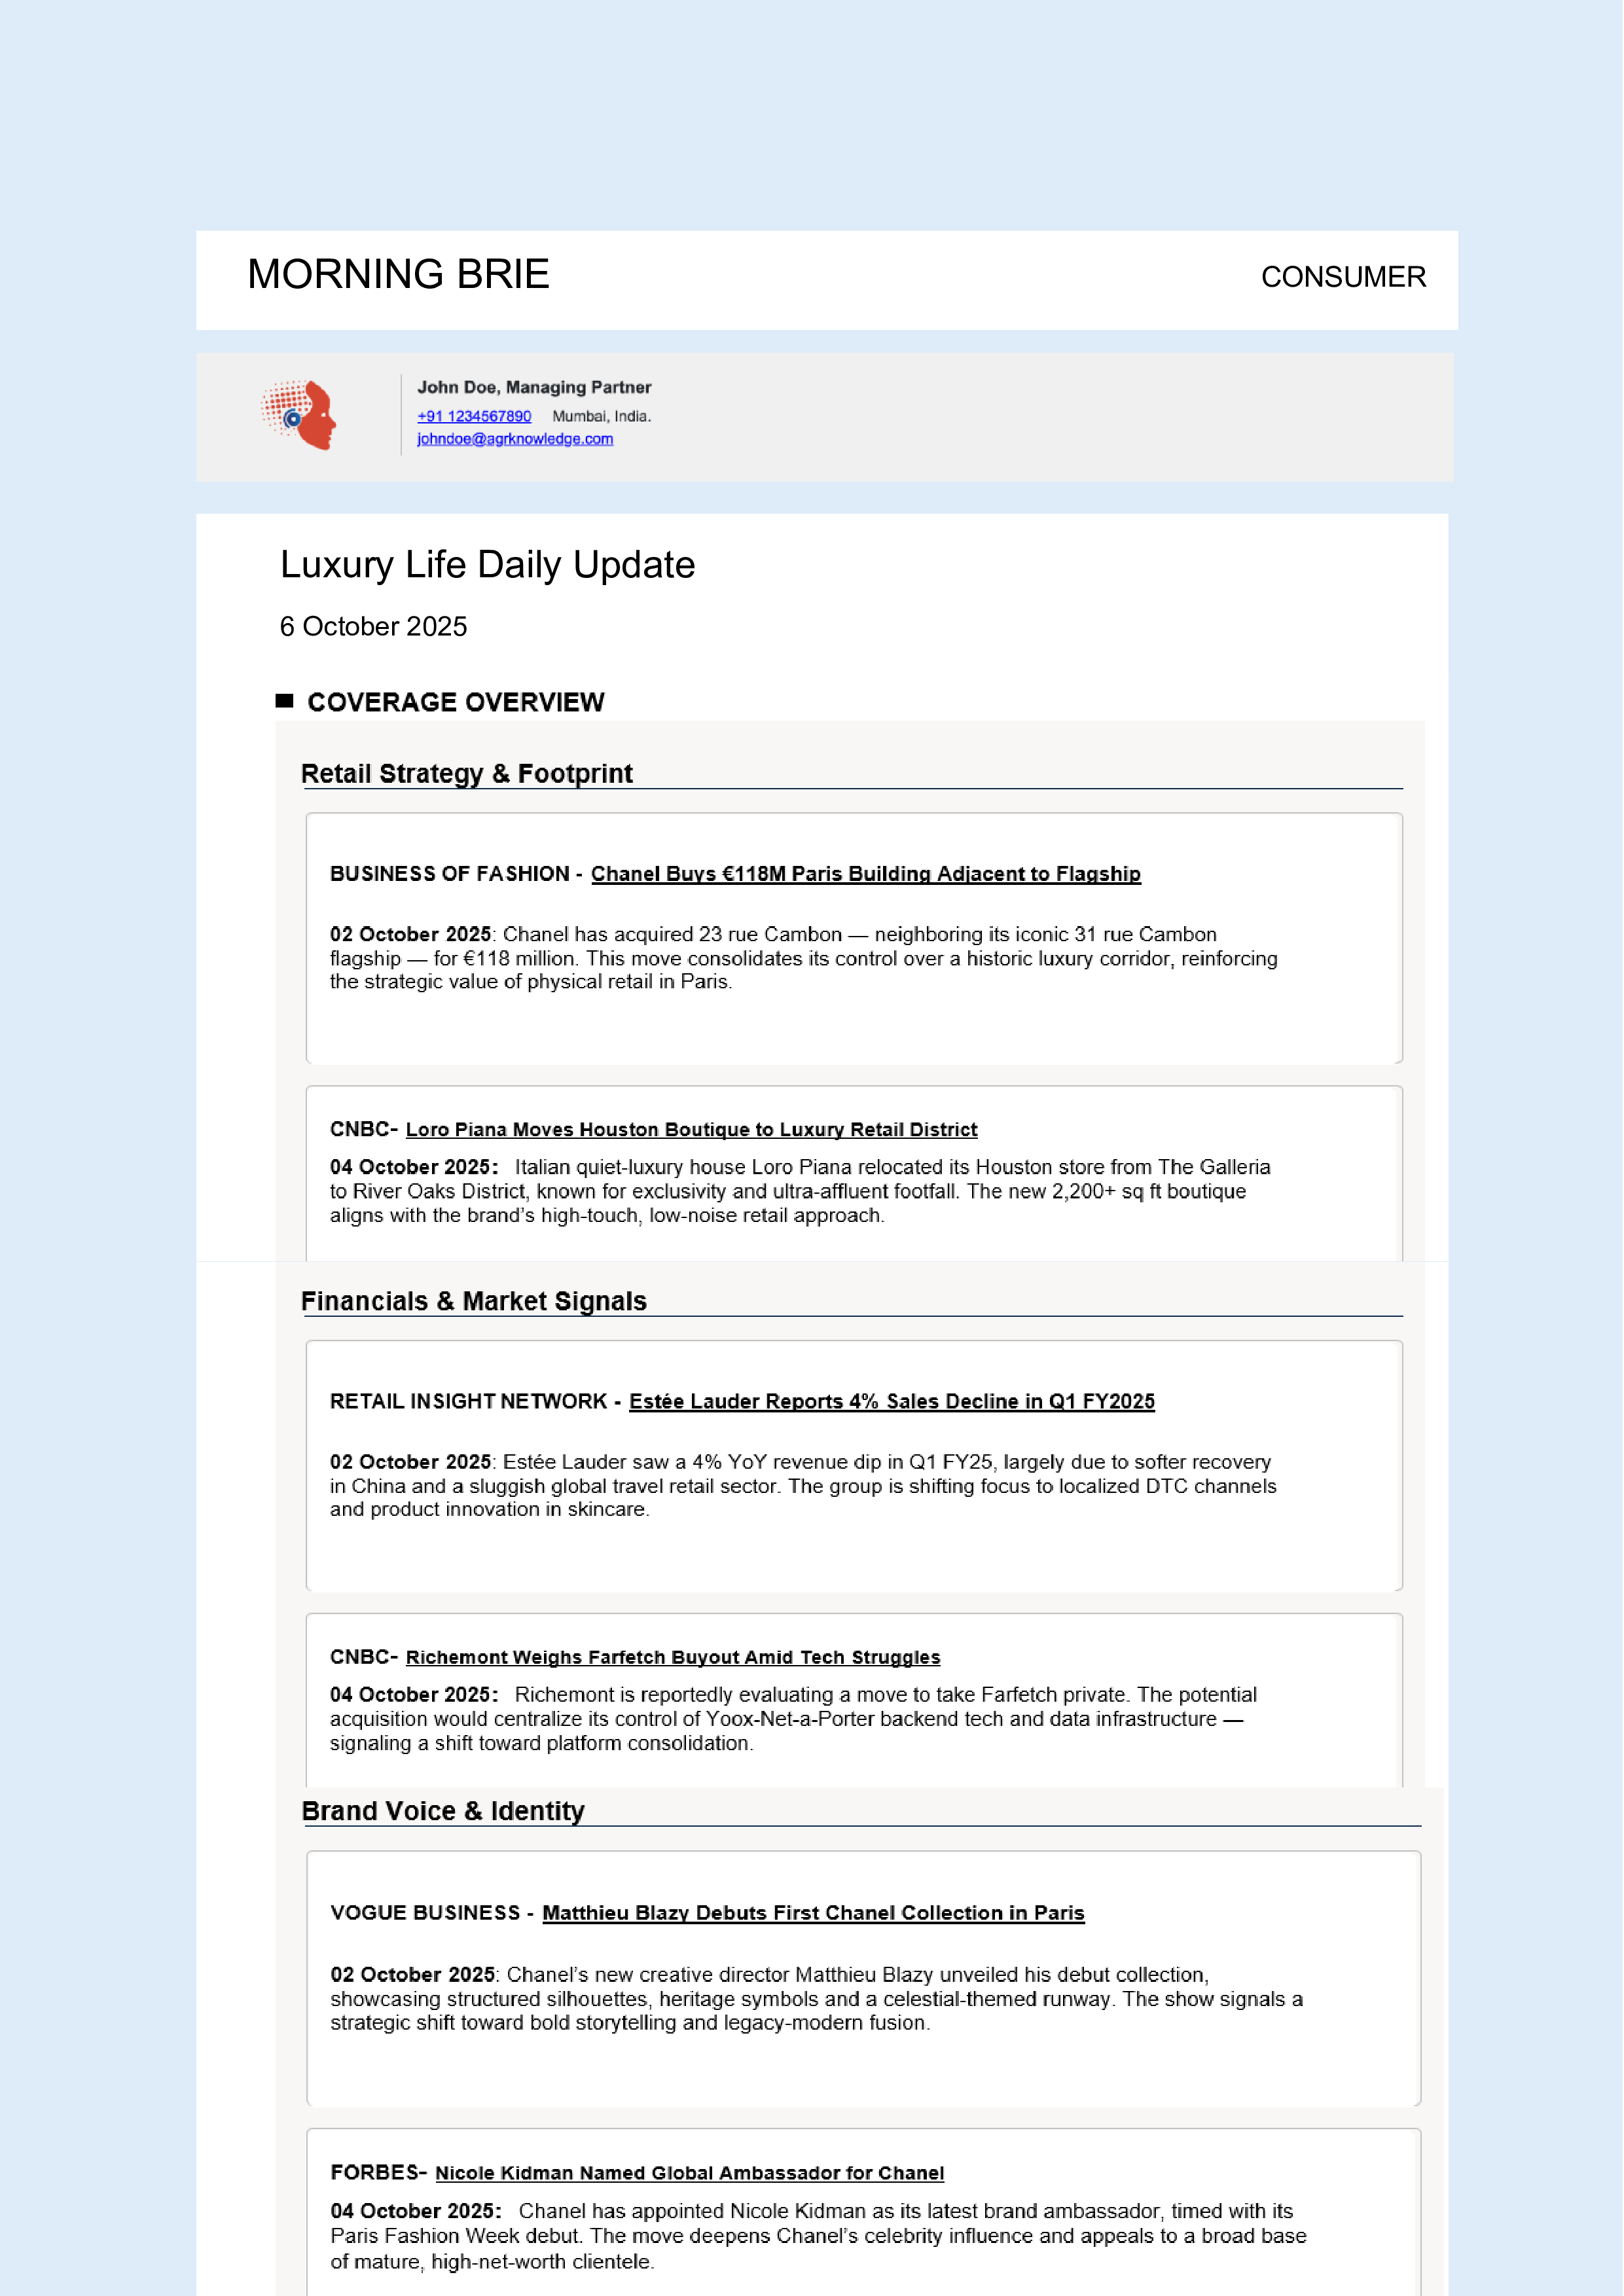 MORNING BRIE
CONSUMER
John Doe, Managing Partner
+91 1234567890 Mumbai, India.
johndoe@agrknowledge.com
Luxury Life Daily Update
6 October 2025
COVERAGE OVERVIEW
Retail Strategy & Footprint
BUSINESS OF FASHION - Chanel Buys €118M Paris Building Adjacent to Flagship
02 October 2025: Chanel has acquired 23 rue Cambon — neighboring its iconic 31 rue Cambon
flagship — for €118 million. This move consolidates its control over a historic luxury corridor, reinforcing
the strategic value of physical retail in Paris.
CNBC- Loro Piana Moves Houston Boutique to Luxury Retail District
04 October 2025: Italian quiet-luxury house Loro Piana relocated its Houston store from The Galleria
to River Oaks District, known for exclusivity and ultra-affluent footfall. The new 2,200+ sq ft boutique
aligns with the brand’s high-touch, low-noise retail approach.
Financials & Market Signals
RETAIL INSIGHT NETWORK - Estée Lauder Reports 4% Sales Decline in Q1 FY2025
02 October 2025: Estée Lauder saw a 4% YoY revenue dip in Q1 FY25, largely due to softer recovery
in China and a sluggish global travel retail sector. The group is shifting focus to localized DTC channels
and product innovation in skincare.
CNBC- Richemont Weighs Farfetch Buyout Amid Tech Struggles
04 October 2025: Richemont is reportedly evaluating a move to take Farfetch private. The potential
acquisition would centralize its control of Yoox-Net-a-Porter backend tech and data infrastructure —
signaling a shift toward platform consolidation.
Brand Voice & Identity
VOGUE BUSINESS - Matthieu Blazy Debuts First Chanel Collection in Paris
02 October 2025: Chanel’s new creative director Matthieu Blazy unveiled his debut collection,
showcasing structured silhouettes, heritage symbols and a celestial-themed runway. The show signals a
strategic shift toward bold storytelling and legacy-modern fusion.
FORBES- Nicole Kidman Named Global Ambassador for Chanel
04 October 2025: Chanel has appointed Nicole Kidman as its latest brand ambassador, timed with its
Paris Fashion Week debut. The move deepens Chanel’s celebrity influence and appeals to a broad base
of mature, high-net-worth clientele.